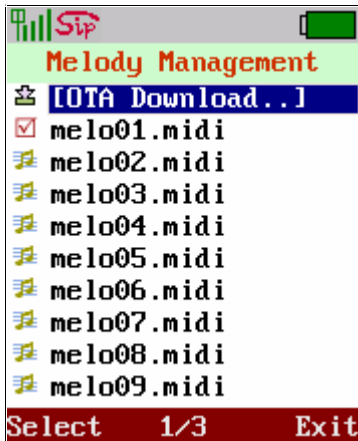 Sip
Melody Management
[OTA Download..]
melo01.midi
melo02.midi
melo03.midi
melo04.midi
melo05.midi
melo06.midi
melo07.midi
melo08.midi
melo09.midi
Select 1/3 Exit